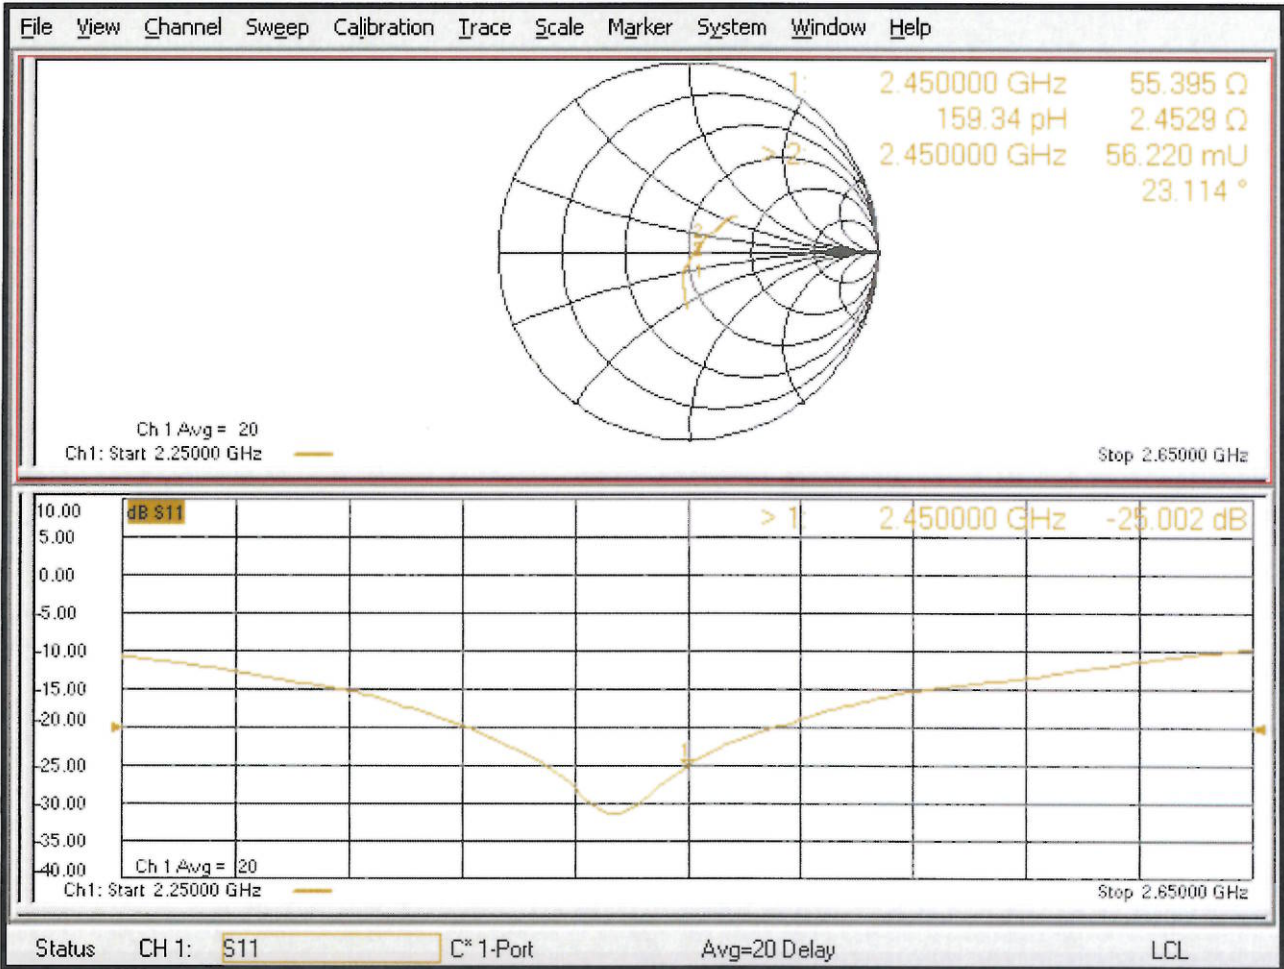 File View Channel Sweep Calibration Trace Scale Marker System Window Help
1: 2.450000 GHz 55.395 Ω
159.34 pH 2.4529 Ω
> 2: 2.450000 GHz 56.220 mU
23.114 °
2
1
Ch 1 Avg = 20
Ch1: Start 2.25000 GHz
Stop 2.65000 GHz
10.00
dB S11
> 1: 2.450000 GHz -25.002 dB
5.00
0.00
-5.00
-10.00
-15.00
-20.00
1
-25.00
-30.00
-35.00
-40.00
Ch 1 Avg = 20
Ch1: Start 2.25000 GHz
Stop 2.65000 GHz
Status CH 1: S11 C* 1-Port Avg=20 Delay LCL